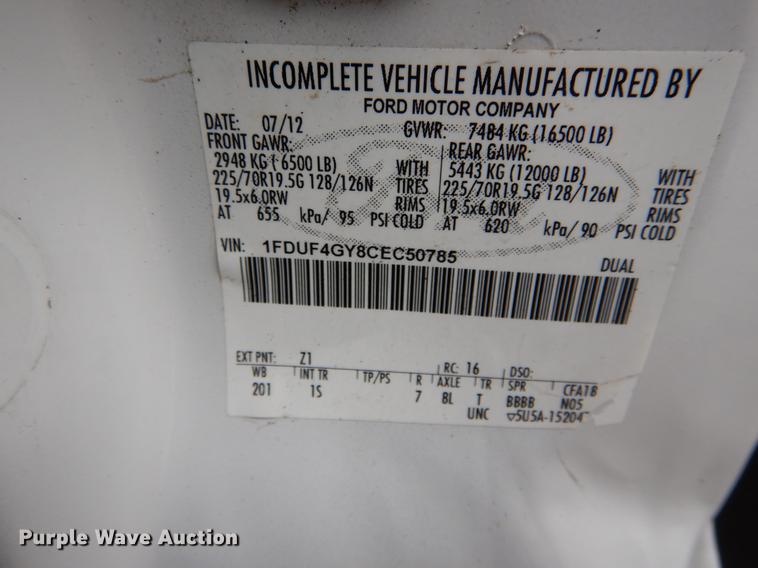 INCOMPLETE VEHICLE MANUFACTURED BY
FORD MOTOR COMPANY
DATE: 07/12 GVWR: 7484 KG (16500 LB)
FRONT GAWR: REAR GAWR:
2948 KG ( 6500 LB) WITH 5443 KG (12000 LB) WITH
225/70R19.5G 128/126N TIRES 225/70R19.5G 128/126N TIRES
19.5x6.0RW RIMS 19.5x6.0RW RIMS
AT 655 kPa/ 95 PSI COLD AT 620 kPa/ 90 PSI COLD
VIN: 1FDUF4GY8CEC50785 DUAL
EXT PNT: Z1 RC: 16 DSO:
WB INT TR TP/PS R AXLE TR SPR CFA1B
201 1S 7 8L T BBBB N05
UNC ▽5U5A-15204
Purple Wave Auction